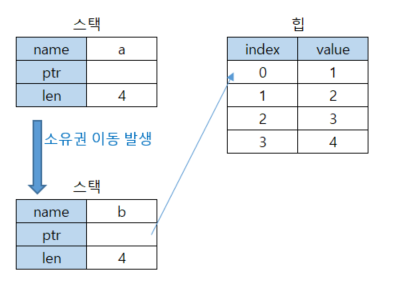 스택
name a
ptr
len 4
소유권 이동 발생
스택
name b
ptr
len 4
힙
index value
0 1
1 2
2 3
3 4